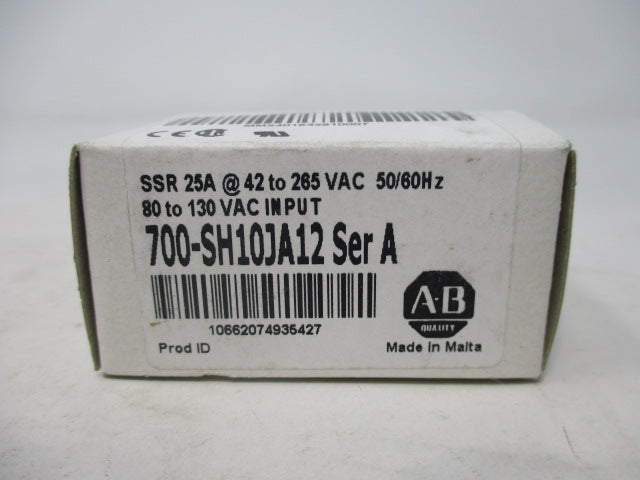 SSR 25A @ 42 to 265 VAC 50/60Hz
80 to 130 VAC INPUT
700-SH10JA12 Ser A
10662074935427
Prod ID
A-B
QUALITY
Made in Malta